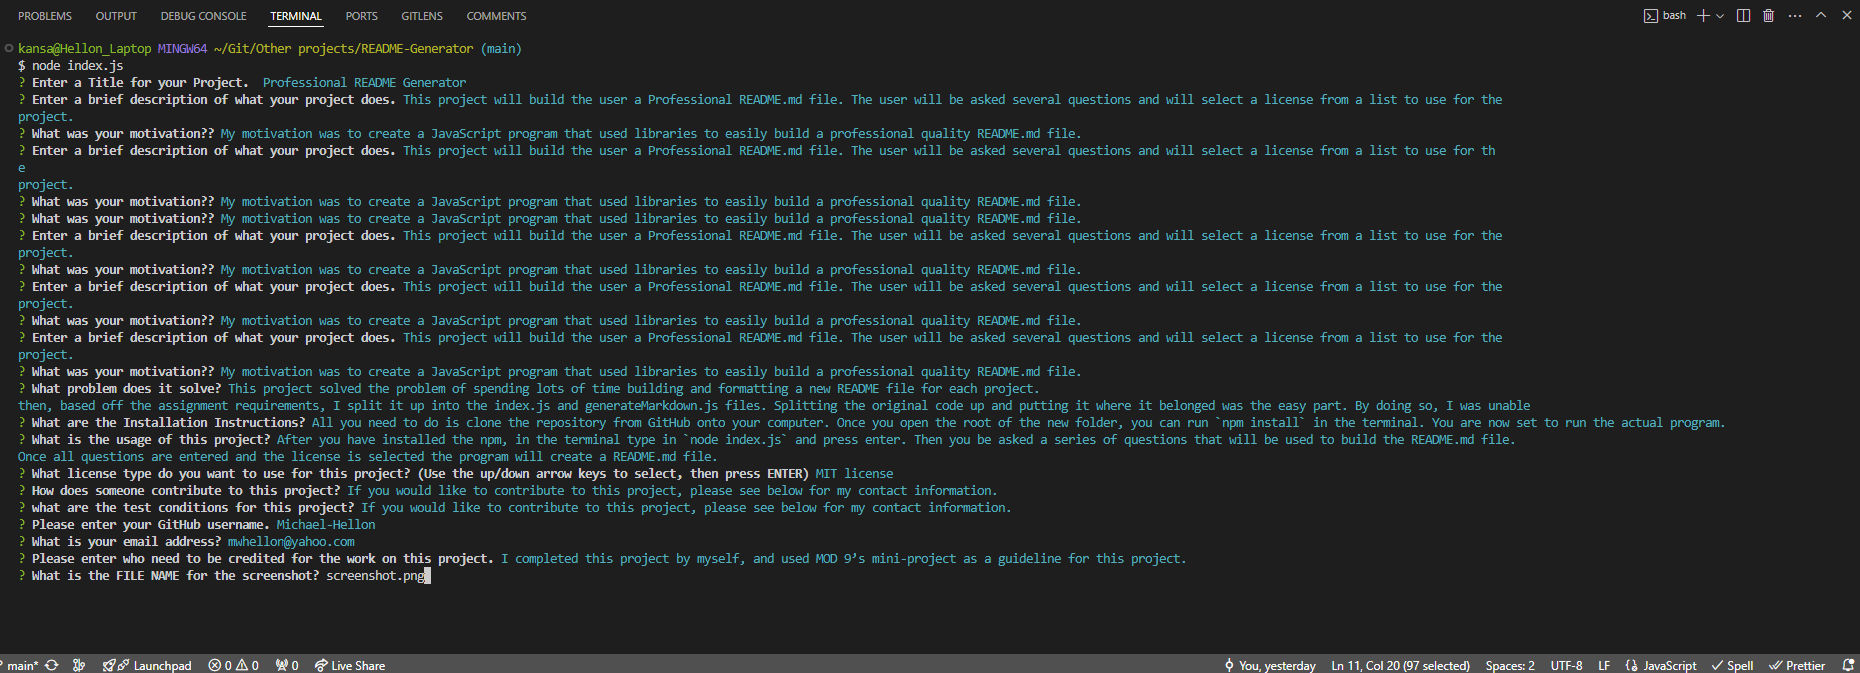 PROBLEMS OUTPUT DEBUG CONSOLE TERMINAL PORTS GITLENS COMMENTS bash
kansa@Hellon_Laptop MINGW64 ~/Git/Other projects/README-Generator (main)
$ node index.js
? Enter a Title for your Project.  Professional README Generator
? Enter a brief description of what your project does. This project will build the user a Professional README.md file. The user will be asked several questions and will select a license from a list to use for the
project.
? What was your motivation?? My motivation was to create a JavaScript program that used libraries to easily build a professional quality README.md file.
? Enter a brief description of what your project does. This project will build the user a Professional README.md file. The user will be asked several questions and will select a license from a list to use for th
e
project.
? What was your motivation?? My motivation was to create a JavaScript program that used libraries to easily build a professional quality README.md file.
? What was your motivation?? My motivation was to create a JavaScript program that used libraries to easily build a professional quality README.md file.
? Enter a brief description of what your project does. This project will build the user a Professional README.md file. The user will be asked several questions and will select a license from a list to use for the
project.
? What was your motivation?? My motivation was to create a JavaScript program that used libraries to easily build a professional quality README.md file.
? Enter a brief description of what your project does. This project will build the user a Professional README.md file. The user will be asked several questions and will select a license from a list to use for the
project.
? What was your motivation?? My motivation was to create a JavaScript program that used libraries to easily build a professional quality README.md file.
? Enter a brief description of what your project does. This project will build the user a Professional README.md file. The user will be asked several questions and will select a license from a list to use for the
project.
? What was your motivation?? My motivation was to create a JavaScript program that used libraries to easily build a professional quality README.md file.
? What problem does it solve? This project solved the problem of spending lots of time building and formatting a new README file for each project.
then, based off the assignment requirements, I split it up into the index.js and generateMarkdown.js files. Splitting the original code up and putting it where it belonged was the easy part. By doing so, I was unable
? What are the Installation Instructions? All you need to do is clone the repository from GitHub onto your computer. Once you open the root of the new folder, you can run `npm install` in the terminal. You are now set to run the actual program.
? What is the usage of this project? After you have installed the npm, in the terminal type in `node index.js` and press enter. Then you be asked a series of questions that will be used to build the README.md file.
Once all questions are entered and the license is selected the program will create a README.md file.
? What license type do you want to use for this project? (Use the up/down arrow keys to select, then press ENTER) MIT license
? How does someone contribute to this project? If you would like to contribute to this project, please see below for my contact information.
? what are the test conditions for this project? If you would like to contribute to this project, please see below for my contact information.
? Please enter your GitHub username. Michael-Hellon
? What is your email address? mwhellon@yahoo.com
? Please enter who need to be credited for the work on this project. I completed this project by myself, and used MOD 9’s mini-project as a guideline for this project.
? What is the FILE NAME for the screenshot? screenshot.png
main* Launchpad 0 0 0 Live Share You, yesterday Ln 11, Col 20 (97 selected) Spaces: 2 UTF-8 LF JavaScript Spell Prettier